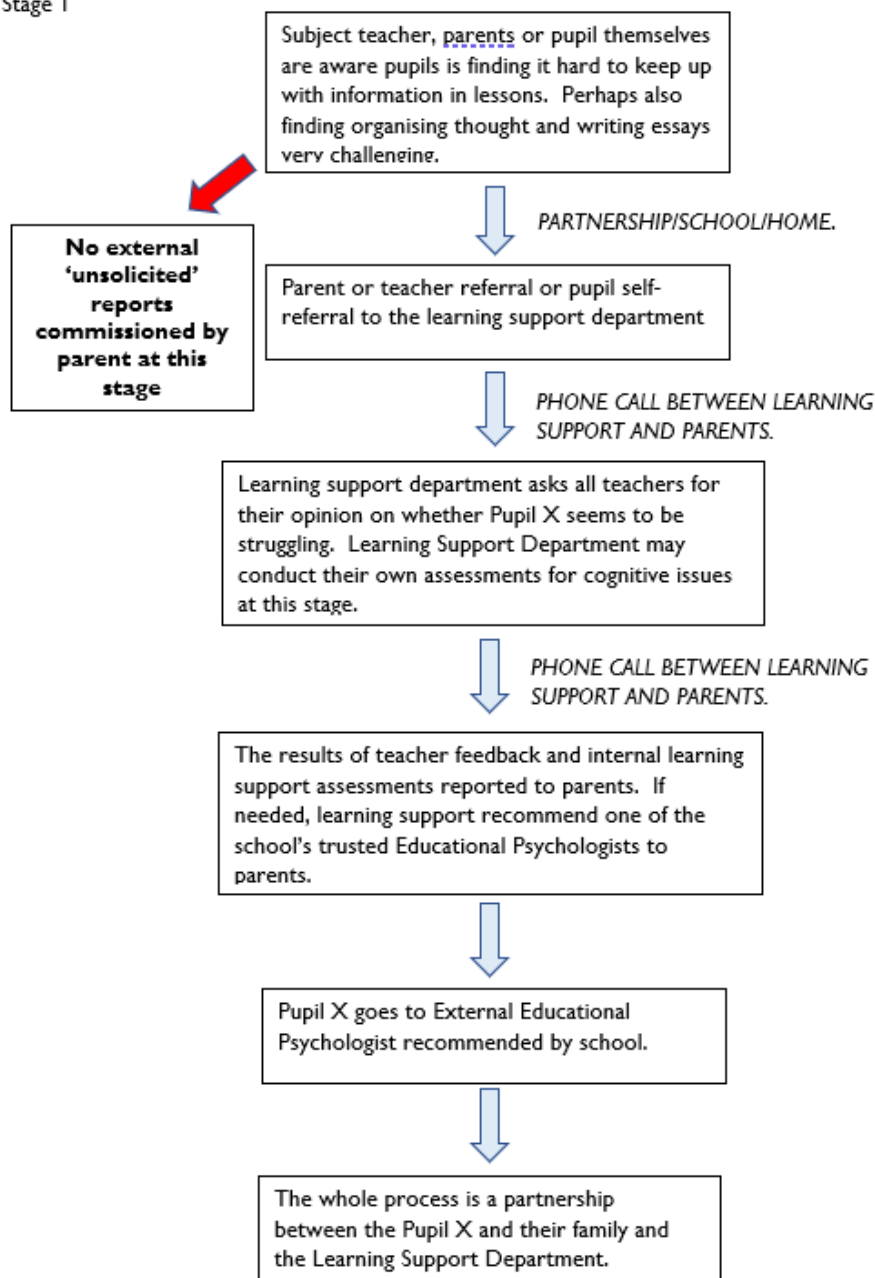 Stage 1
Subject teacher, parents or pupil themselves
are aware pupils is finding it hard to keep up
with information in lessons. Perhaps also
finding organising thought and writing essays
very challenging.
PARTNERSHIP/SCHOOL/HOME.
No external
‘unsolicited’
reports
commissioned by
parent at this
stage
Parent or teacher referral or pupil self-
referral to the learning support department
PHONE CALL BETWEEN LEARNING
SUPPORT AND PARENTS.
Learning support department asks all teachers for
their opinion on whether Pupil X seems to be
struggling. Learning Support Department may
conduct their own assessments for cognitive issues
at this stage.
PHONE CALL BETWEEN LEARNING
SUPPORT AND PARENTS.
The results of teacher feedback and internal learning
support assessments reported to parents. If
needed, learning support recommend one of the
school’s trusted Educational Psychologists to
parents.
Pupil X goes to External Educational
Psychologist recommended by school.
The whole process is a partnership
between the Pupil X and their family and
the Learning Support Department.